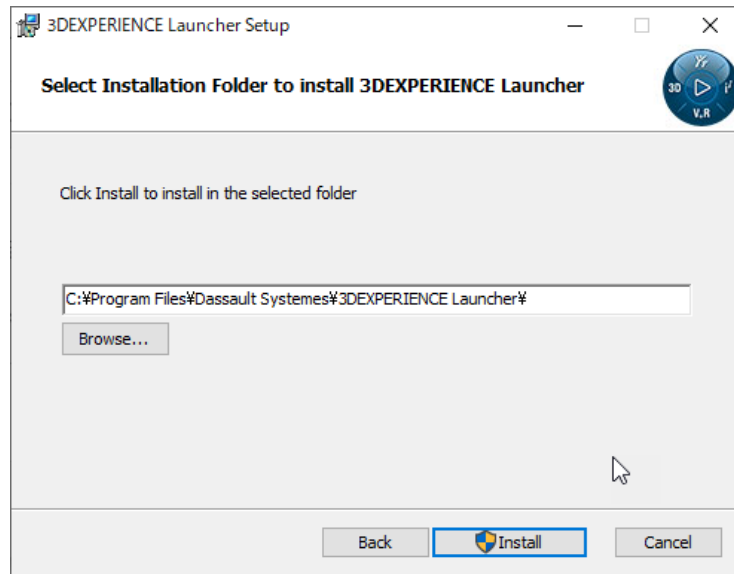 3DEXPERIENCE Launcher Setup
Select Installation Folder to install 3DEXPERIENCE Launcher
3D
V,R
Click Install to install in the selected folder
C:¥Program Files¥Dassault Systemes¥3DEXPERIENCE Launcher¥
Browse...
Back
Install
Cancel